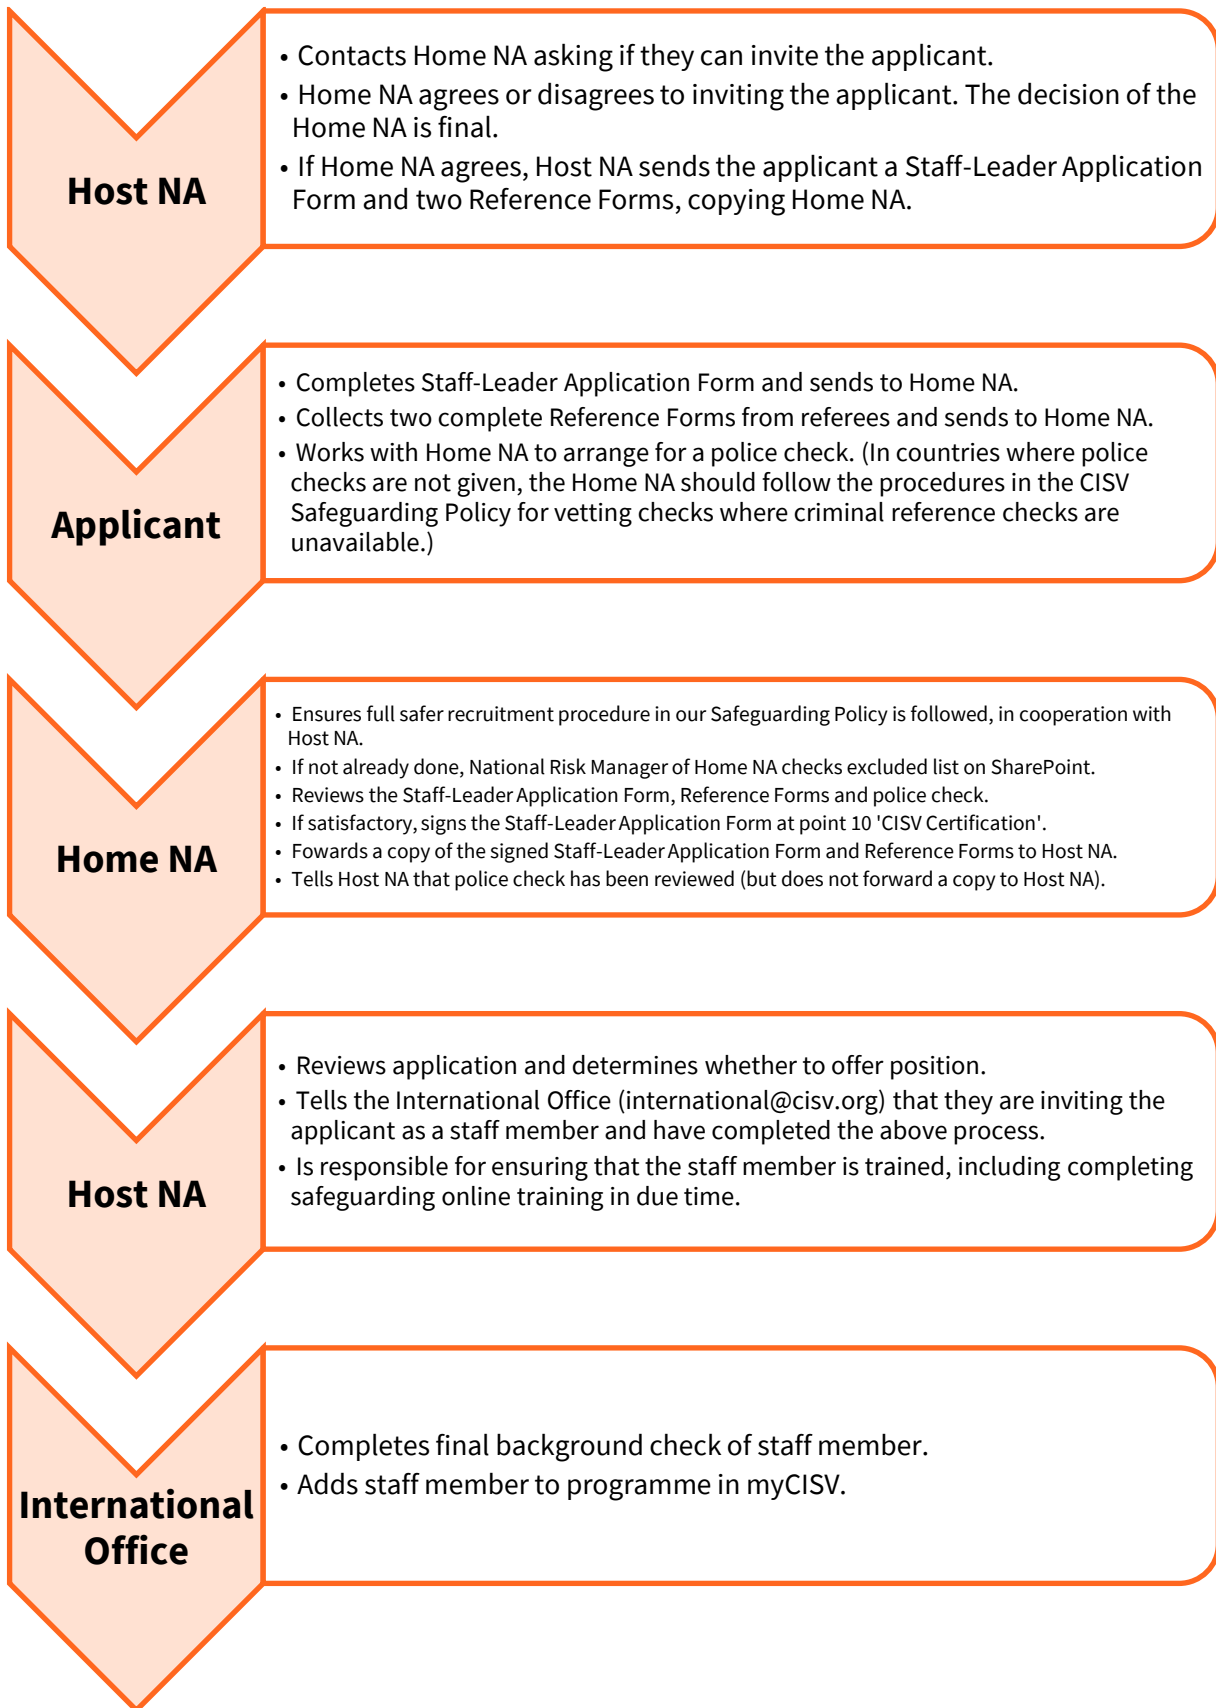 Host NA
• Contacts Home NA asking if they can invite the applicant.
• Home NA agrees or disagrees to inviting the applicant. The decision of the
Home NA is final.
• If Home NA agrees, Host NA sends the applicant a Staff-Leader Application
Form and two Reference Forms, copying Home NA.
Applicant
• Completes Staff-Leader Application Form and sends to Home NA.
• Collects two complete Reference Forms from referees and sends to Home NA.
• Works with Home NA to arrange for a police check. (In countries where police
checks are not given, the Home NA should follow the procedures in the CISV
Safeguarding Policy for vetting checks where criminal reference checks are
unavailable.)
Home NA
• Ensures full safer recruitment procedure in our Safeguarding Policy is followed, in cooperation with
Host NA.
• If not already done, National Risk Manager of Home NA checks excluded list on SharePoint.
• Reviews the Staff-Leader Application Form, Reference Forms and police check.
• If satisfactory, signs the Staff-Leader Application Form at point 10 'CISV Certification'.
• Fowards a copy of the signed Staff-Leader Application Form and Reference Forms to Host NA.
• Tells Host NA that police check has been reviewed (but does not forward a copy to Host NA).
Host NA
• Reviews application and determines whether to offer position.
• Tells the International Office (international@cisv.org) that they are inviting the
applicant as a staff member and have completed the above process.
• Is responsible for ensuring that the staff member is trained, including completing
safeguarding online training in due time.
International
Office
• Completes final background check of staff member.
• Adds staff member to programme in myCISV.